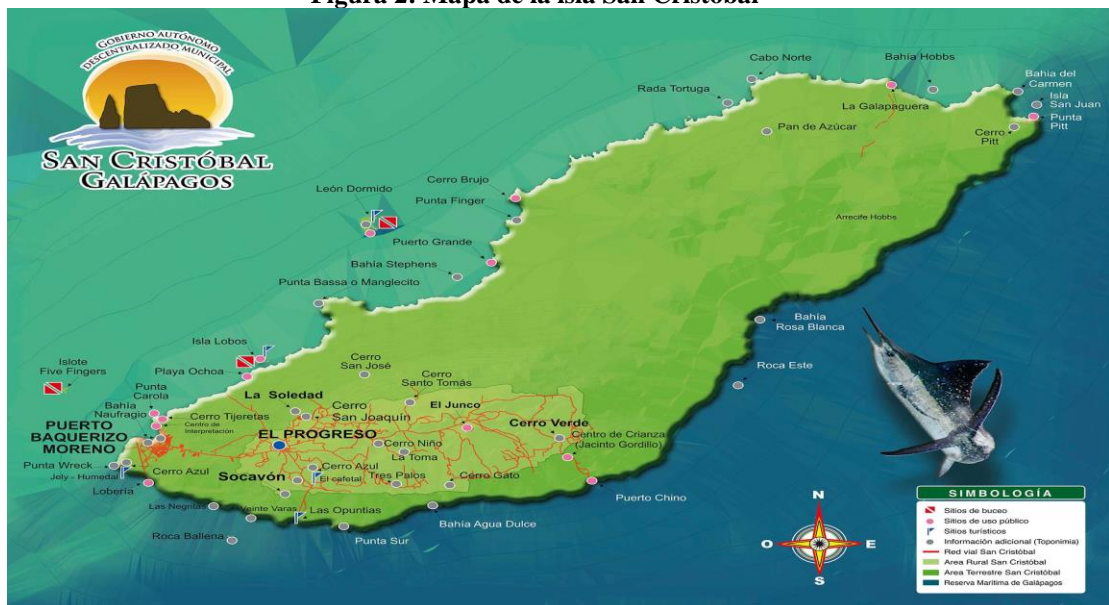 Figura 2: Mapa de la isla San Cristóbal
GOBIERNO AUTÓNOMO
DESCENTRALIZADO MUNICIPAL
SAN CRISTÓBAL
GALÁPAGOS
Cabo Norte
Bahía Hobbs
Bahia del
Carmen
Isla
San Juan
Punta
Pitt
Rada Tortuga
La Galapaguera
Pan de Azúcar
Cerro
Pitt
León Dormido
Cerro Brujo
Punta Finger
Arrecife Hobbs
Puerto Grande
Bahía Stephens
Punta Bassa o Manglecito
Bahía
Rosa Blanca
Isla Lobos
Islote
Five Fingers
Playa Ochoa
Cerro
San José
Roca Este
Punta
Carola
Cerro
Santo Tomás
La Soledad
Bahía
Naufragio
Cerro Tijeretas
Centro de
Interpretación
Cerro
San Joaquín
El Junco
Cerro Verde
PUERTO
BAQUERIZO
MORENO
EL PROGRESO
Cerro Niño
La Toma
Centro de Crianza
(Jacinto Gordillo)
Punta Wreck
Jelly - Humedal
Cerro Azul
Socavón
Cerro Azul
El cafetal
Tres Palos
Cerro Gato
Lobería
Puerto Chino
Las Negritas
Veinte Varas
Las Opuntias
Bahía Agua Dulce
Roca Ballena
Punta Sur
N
O
E
S
SIMBOLOGÍA
Sitios de buceo
Sitios de uso público
Sitios turísticos
Información adicional (Toponimia)
Red vial San Cristóbal
Area Rural San Cristóbal
Area Terrestre San Cristóbal
Reserva Marítima de Galápagos